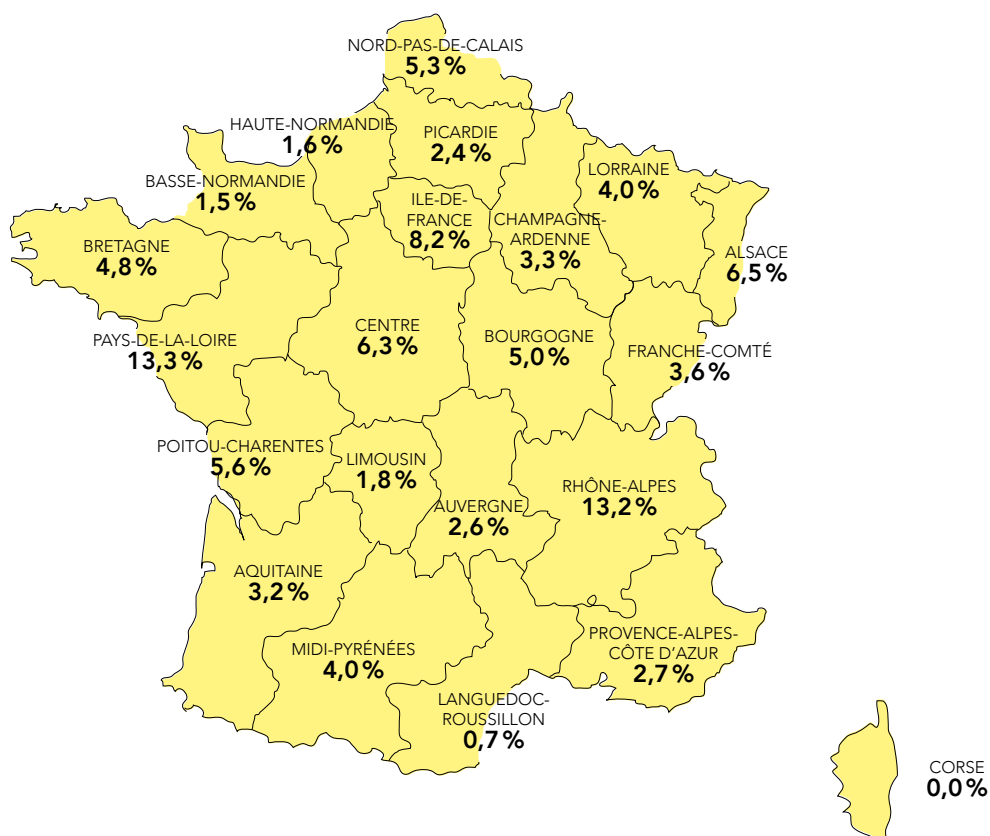 NORD-PAS-DE-CALAIS
5,3 %
HAUTE-NORMANDIE
1,6 %
PICARDIE
2,4 %
LORRAINE
4,0 %
BASSE-NORMANDIE
1,5 %
ILE-DE-
FRANCE
8,2 %
CHAMPAGNE-
ARDENNE
3,3 %
BRETAGNE
4,8 %
ALSACE
6,5 %
PAYS-DE-LA-LOIRE
13,3 %
CENTRE
6,3 %
BOURGOGNE
5,0 %
FRANCHE-COMTÉ
3,6 %
POITOU-CHARENTES
5,6 %
LIMOUSIN
1,8 %
AUVERGNE
2,6 %
RHÔNE-ALPES
13,2 %
AQUITAINE
3,2 %
MIDI-PYRÉNÉES
4,0 %
PROVENCE-ALPES-
CÔTE D’AZUR
2,7 %
LANGUEDOC-
ROUSSILLON
0,7 %
CORSE
0,0 %